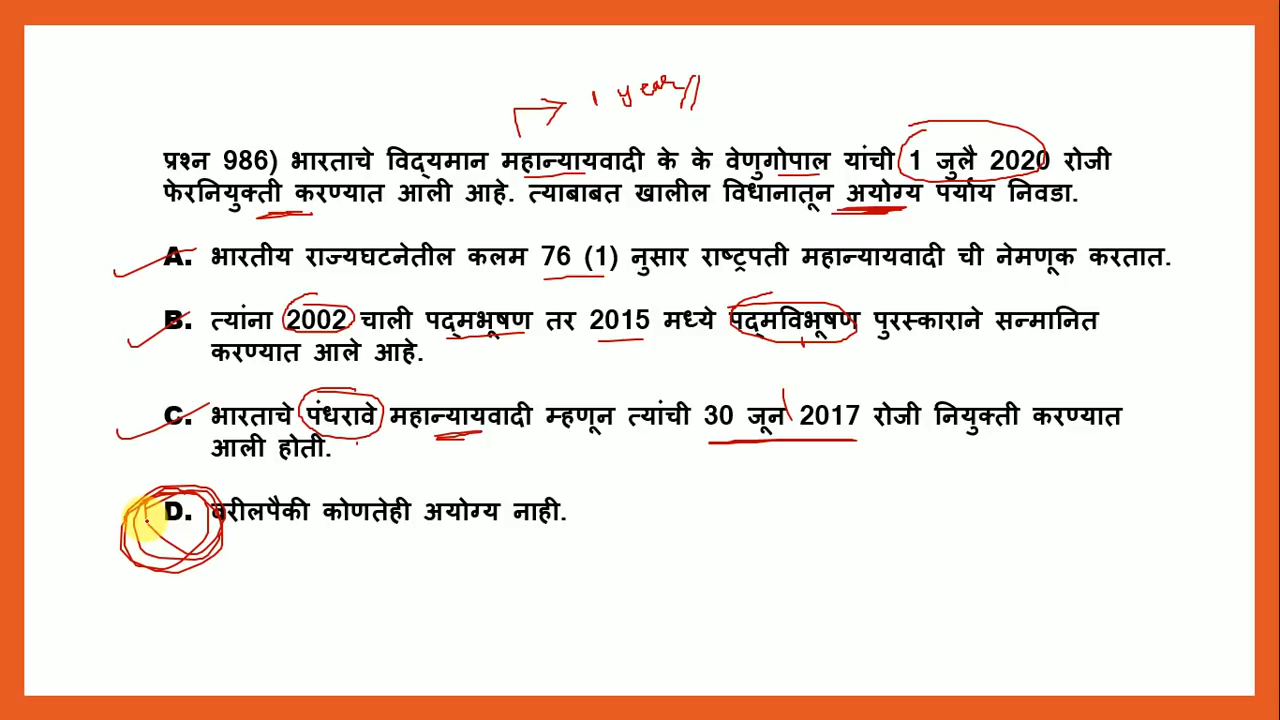 1 year
प्रश्न 986) भारताचे विद्यमान महान्यायवादी के के वेणुगोपाल यांची 1 जुलै 2020 रोजी
फेरनियुक्ती करण्यात आली आहे. त्याबाबत खालील विधानातून अयोग्य पर्याय निवडा.
A. भारतीय राज्यघटनेतील कलम 76 (1) नुसार राष्ट्रपती महान्यायवादी ची नेमणूक करतात.
B. त्यांना 2002 चाली पद्मभूषण तर 2015 मध्ये पद्मविभूषण पुरस्काराने सन्मानित
करण्यात आले आहे.
C. भारताचे पंधरावे महान्यायवादी म्हणून त्यांची 30 जून 2017 रोजी नियुक्ती करण्यात
आली होती.
D. वरीलपैकी कोणतेही अयोग्य नाही.